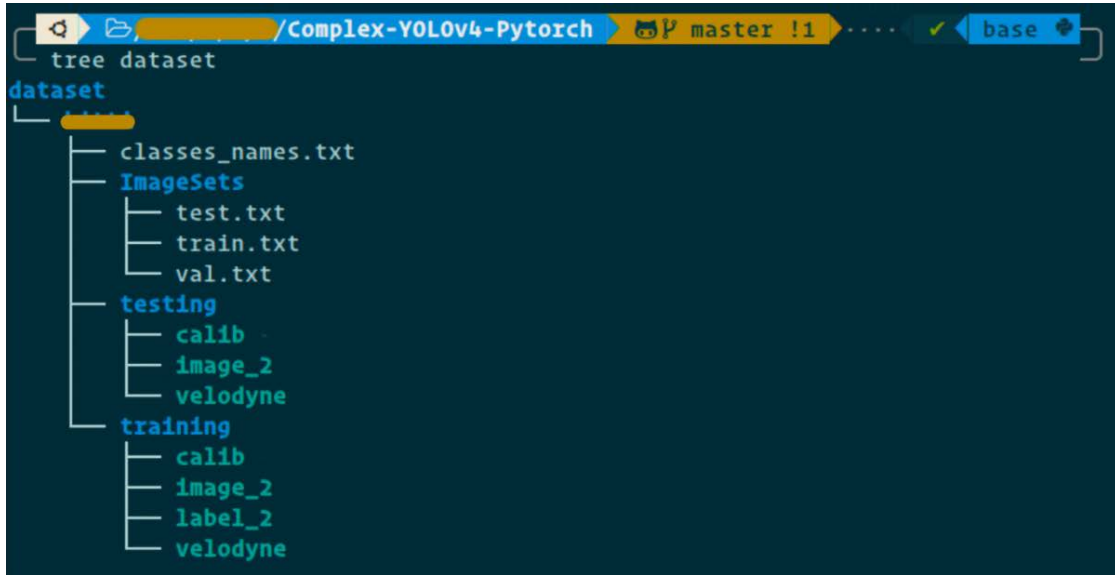 /Complex-YOLOv4-Pytorch master !1 base
tree dataset
dataset
classes_names.txt
ImageSets
test.txt
train.txt
val.txt
testing
calib
image_2
velodyne
training
calib
image_2
label_2
velodyne